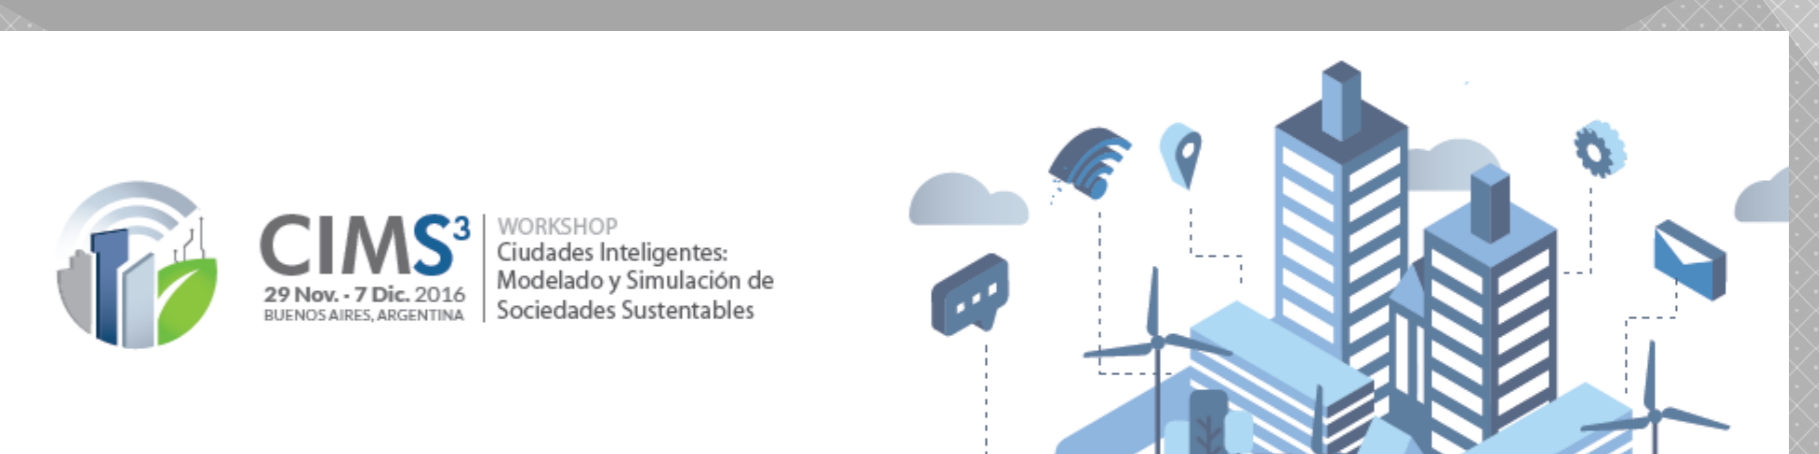 CIMS³
29 Nov. - 7 Dic. 2016
BUENOS AIRES, ARGENTINA
WORKSHOP
Ciudades Inteligentes:
Modelado y Simulación de
Sociedades Sustentables